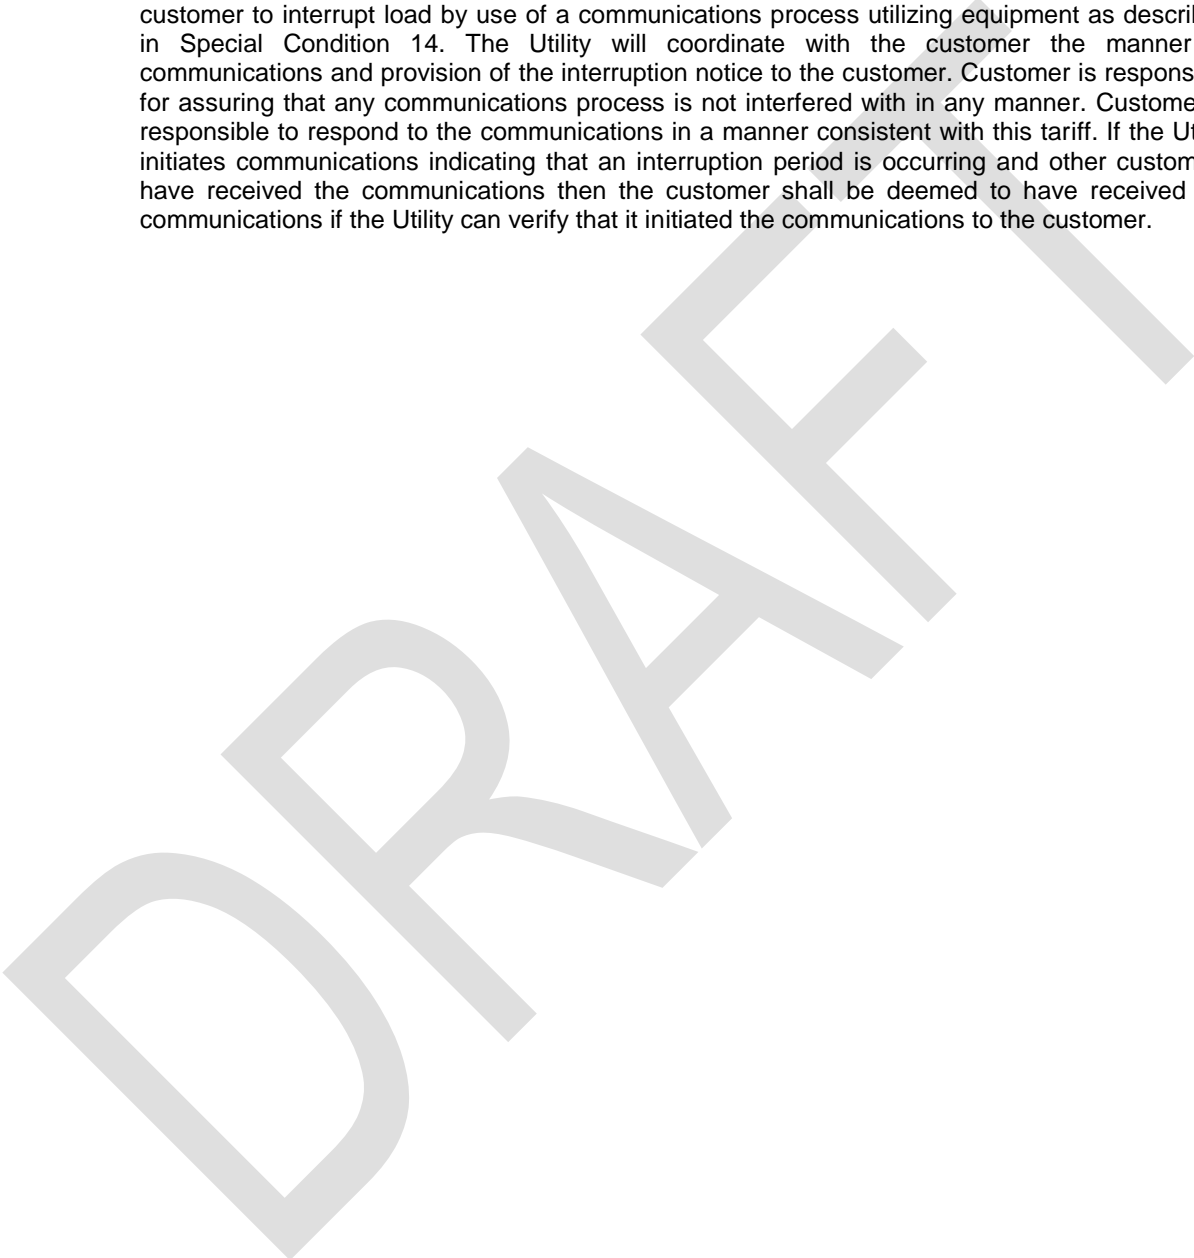 customer to interrupt load by use of a communications process utilizing equipment as descri
in Special Condition 14. The Utility will coordinate with the customer the manner
communications and provision of the interruption notice to the customer. Customer is respons
for assuring that any communications process is not interfered with in any manner. Custome
responsible to respond to the communications in a manner consistent with this tariff. If the Ut
initiates communications indicating that an interruption period is occurring and other custom
have received the communications then the customer shall be deemed to have received
communications if the Utility can verify that it initiated the communications to the customer.
DRAFT